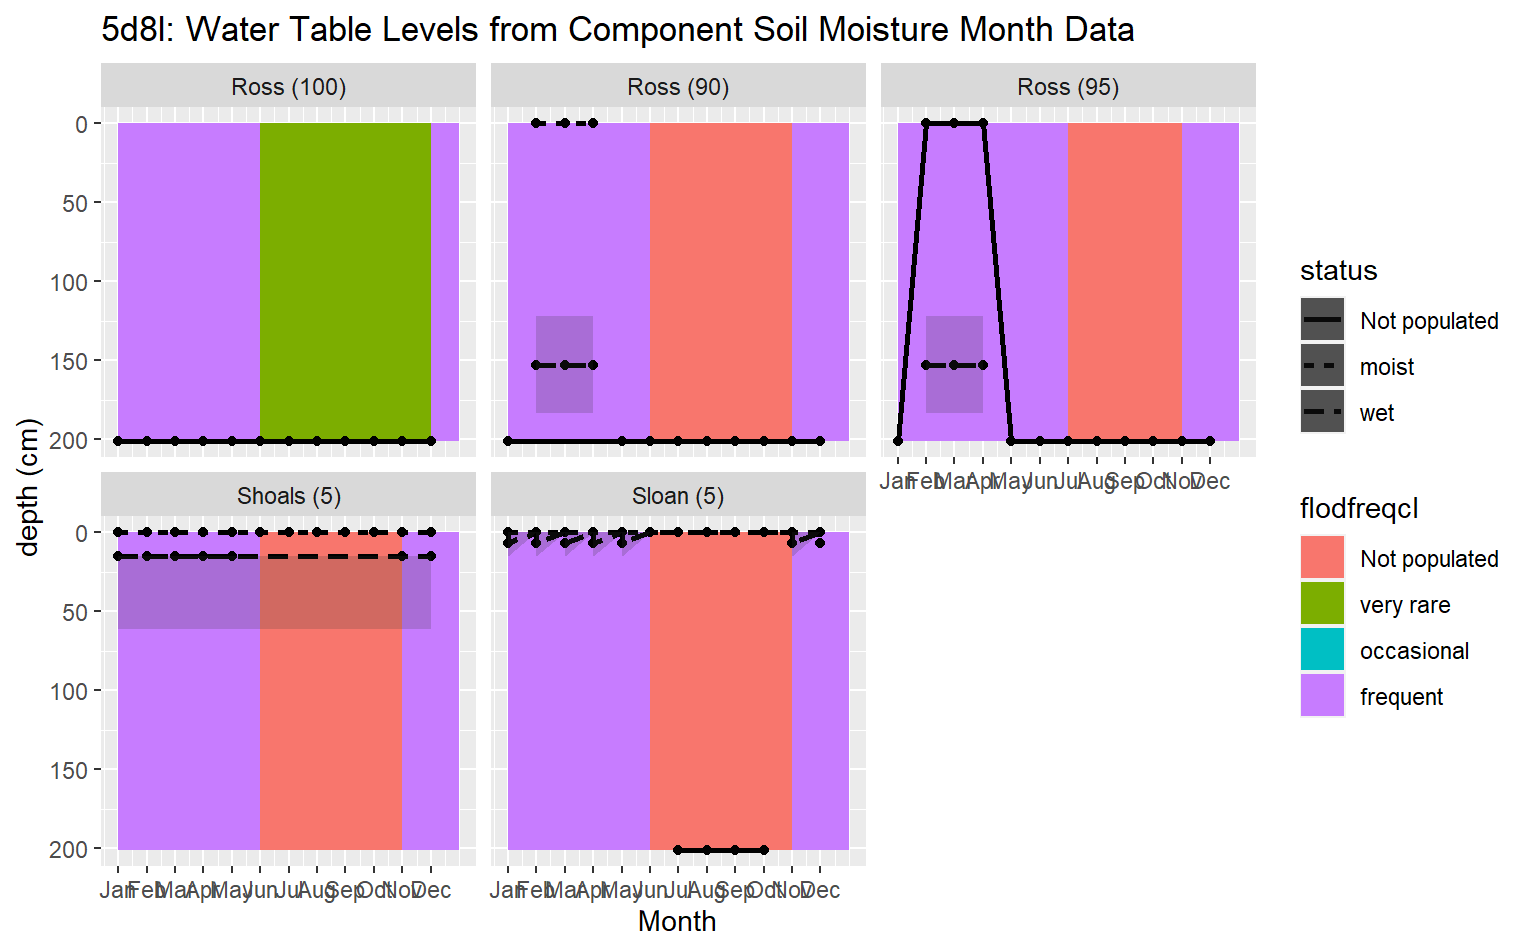 5d8l: Water Table Levels from Component Soil Moisture Month Data
Ross (100)
Ross (90)
Ross (95)
0
50
100
150
200
Jan Feb Mar Apr May Jun Jul Aug Sep Oct Nov Dec
Shoals (5)
Sloan (5)
0
50
100
150
200
Jan Feb Mar Apr May Jun Jul Aug Sep Oct Nov Dec
Jan Feb Mar Apr May Jun Jul Aug Sep Oct Nov Dec
depth (cm)
Month
status
Not populated
moist
wet
flodfreqcl
Not populated
very rare
occasional
frequent